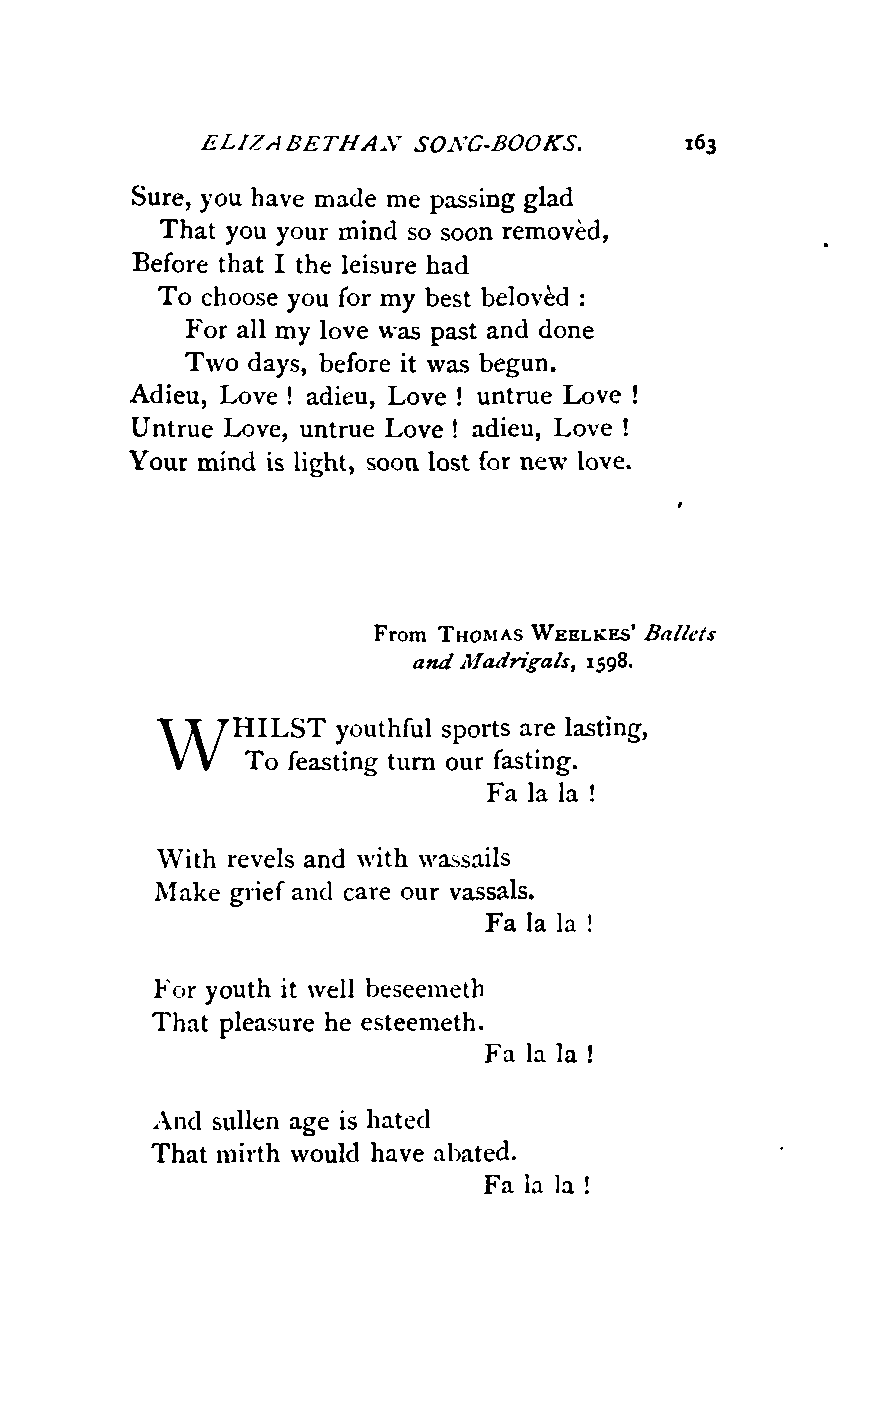 ELIZABETHAN SONG-BOOKS. 163
Sure, you have made me passing glad
That you your mind so soon removèd,
Before that I the leisure had
To choose you for my best belovèd :
For all my love was past and done
Two days, before it was begun.
Adieu, Love ! adieu, Love ! untrue Love !
Untrue Love, untrue Love ! adieu, Love !
Your mind is light, soon lost for new love.
From THOMAS WEELKES' Ballets
and Madrigals, 1598.
WHILST youthful sports are lasting,
To feasting turn our fasting.
Fa la la !
With revels and with wassails
Make grief and care our vassals.
Fa la la !
For youth it well beseemeth
That pleasure he esteemeth.
Fa la la !
And sullen age is hated
That mirth would have abated.
Fa la la !